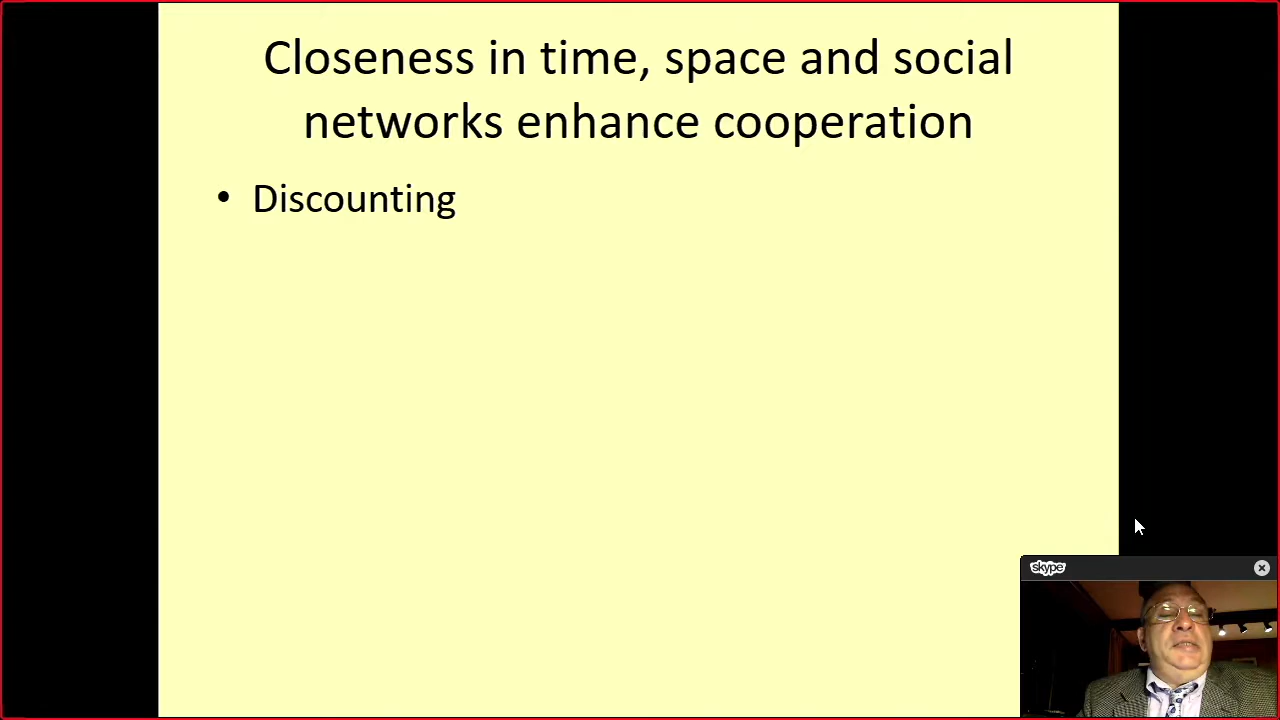 Closeness in time, space and social
networks enhance cooperation
• Discounting
skype